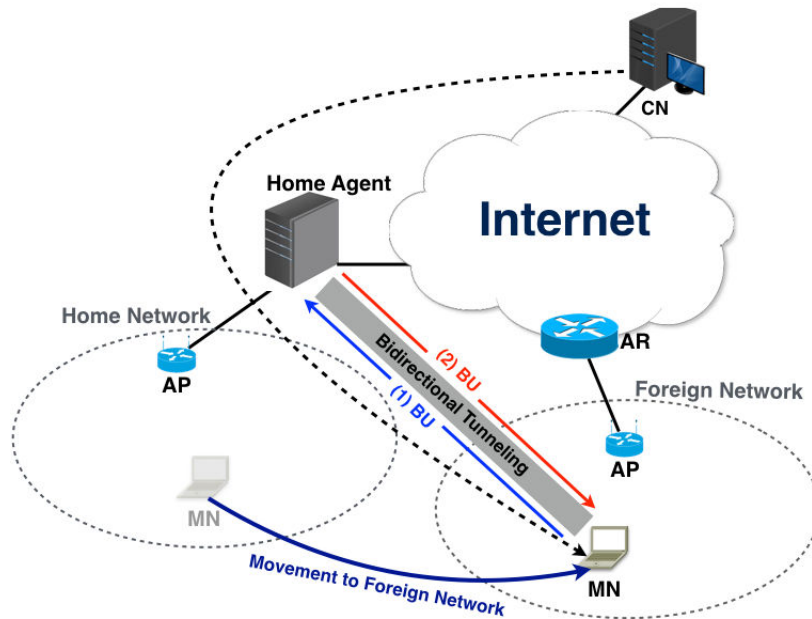 CN
Home Agent
Internet
Home Network
AP
AR
(2) BU
Bidirectional Tunneling
(1) BU
Foreign Network
AP
MN
MN
Movement to Foreign Network